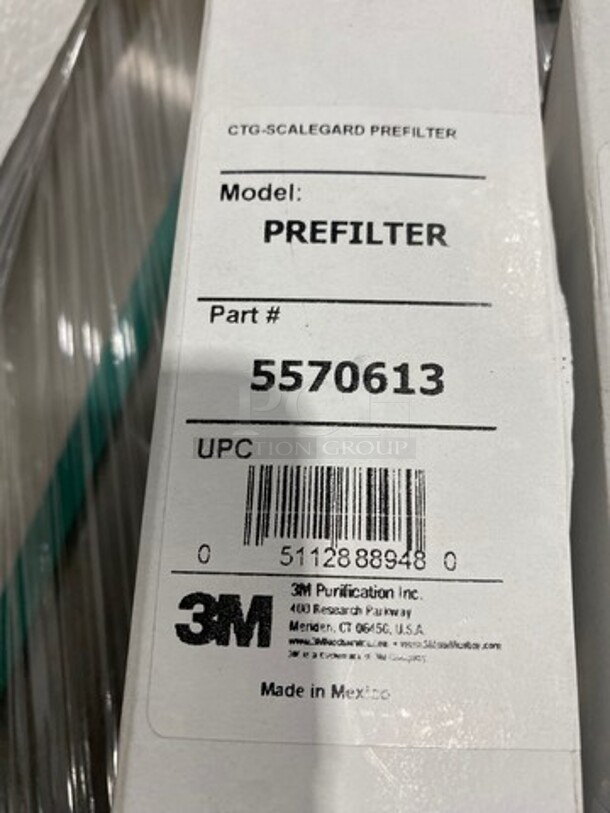 CTG-SCALEGARD PREFILTER
Model:
PREFILTER
Part #
5570613
UPC
0 51128 88948 0
3M
3M Purification Inc.
400 Research Parkway
Meriden, CT 06450, U.S.A
Made in Mexico